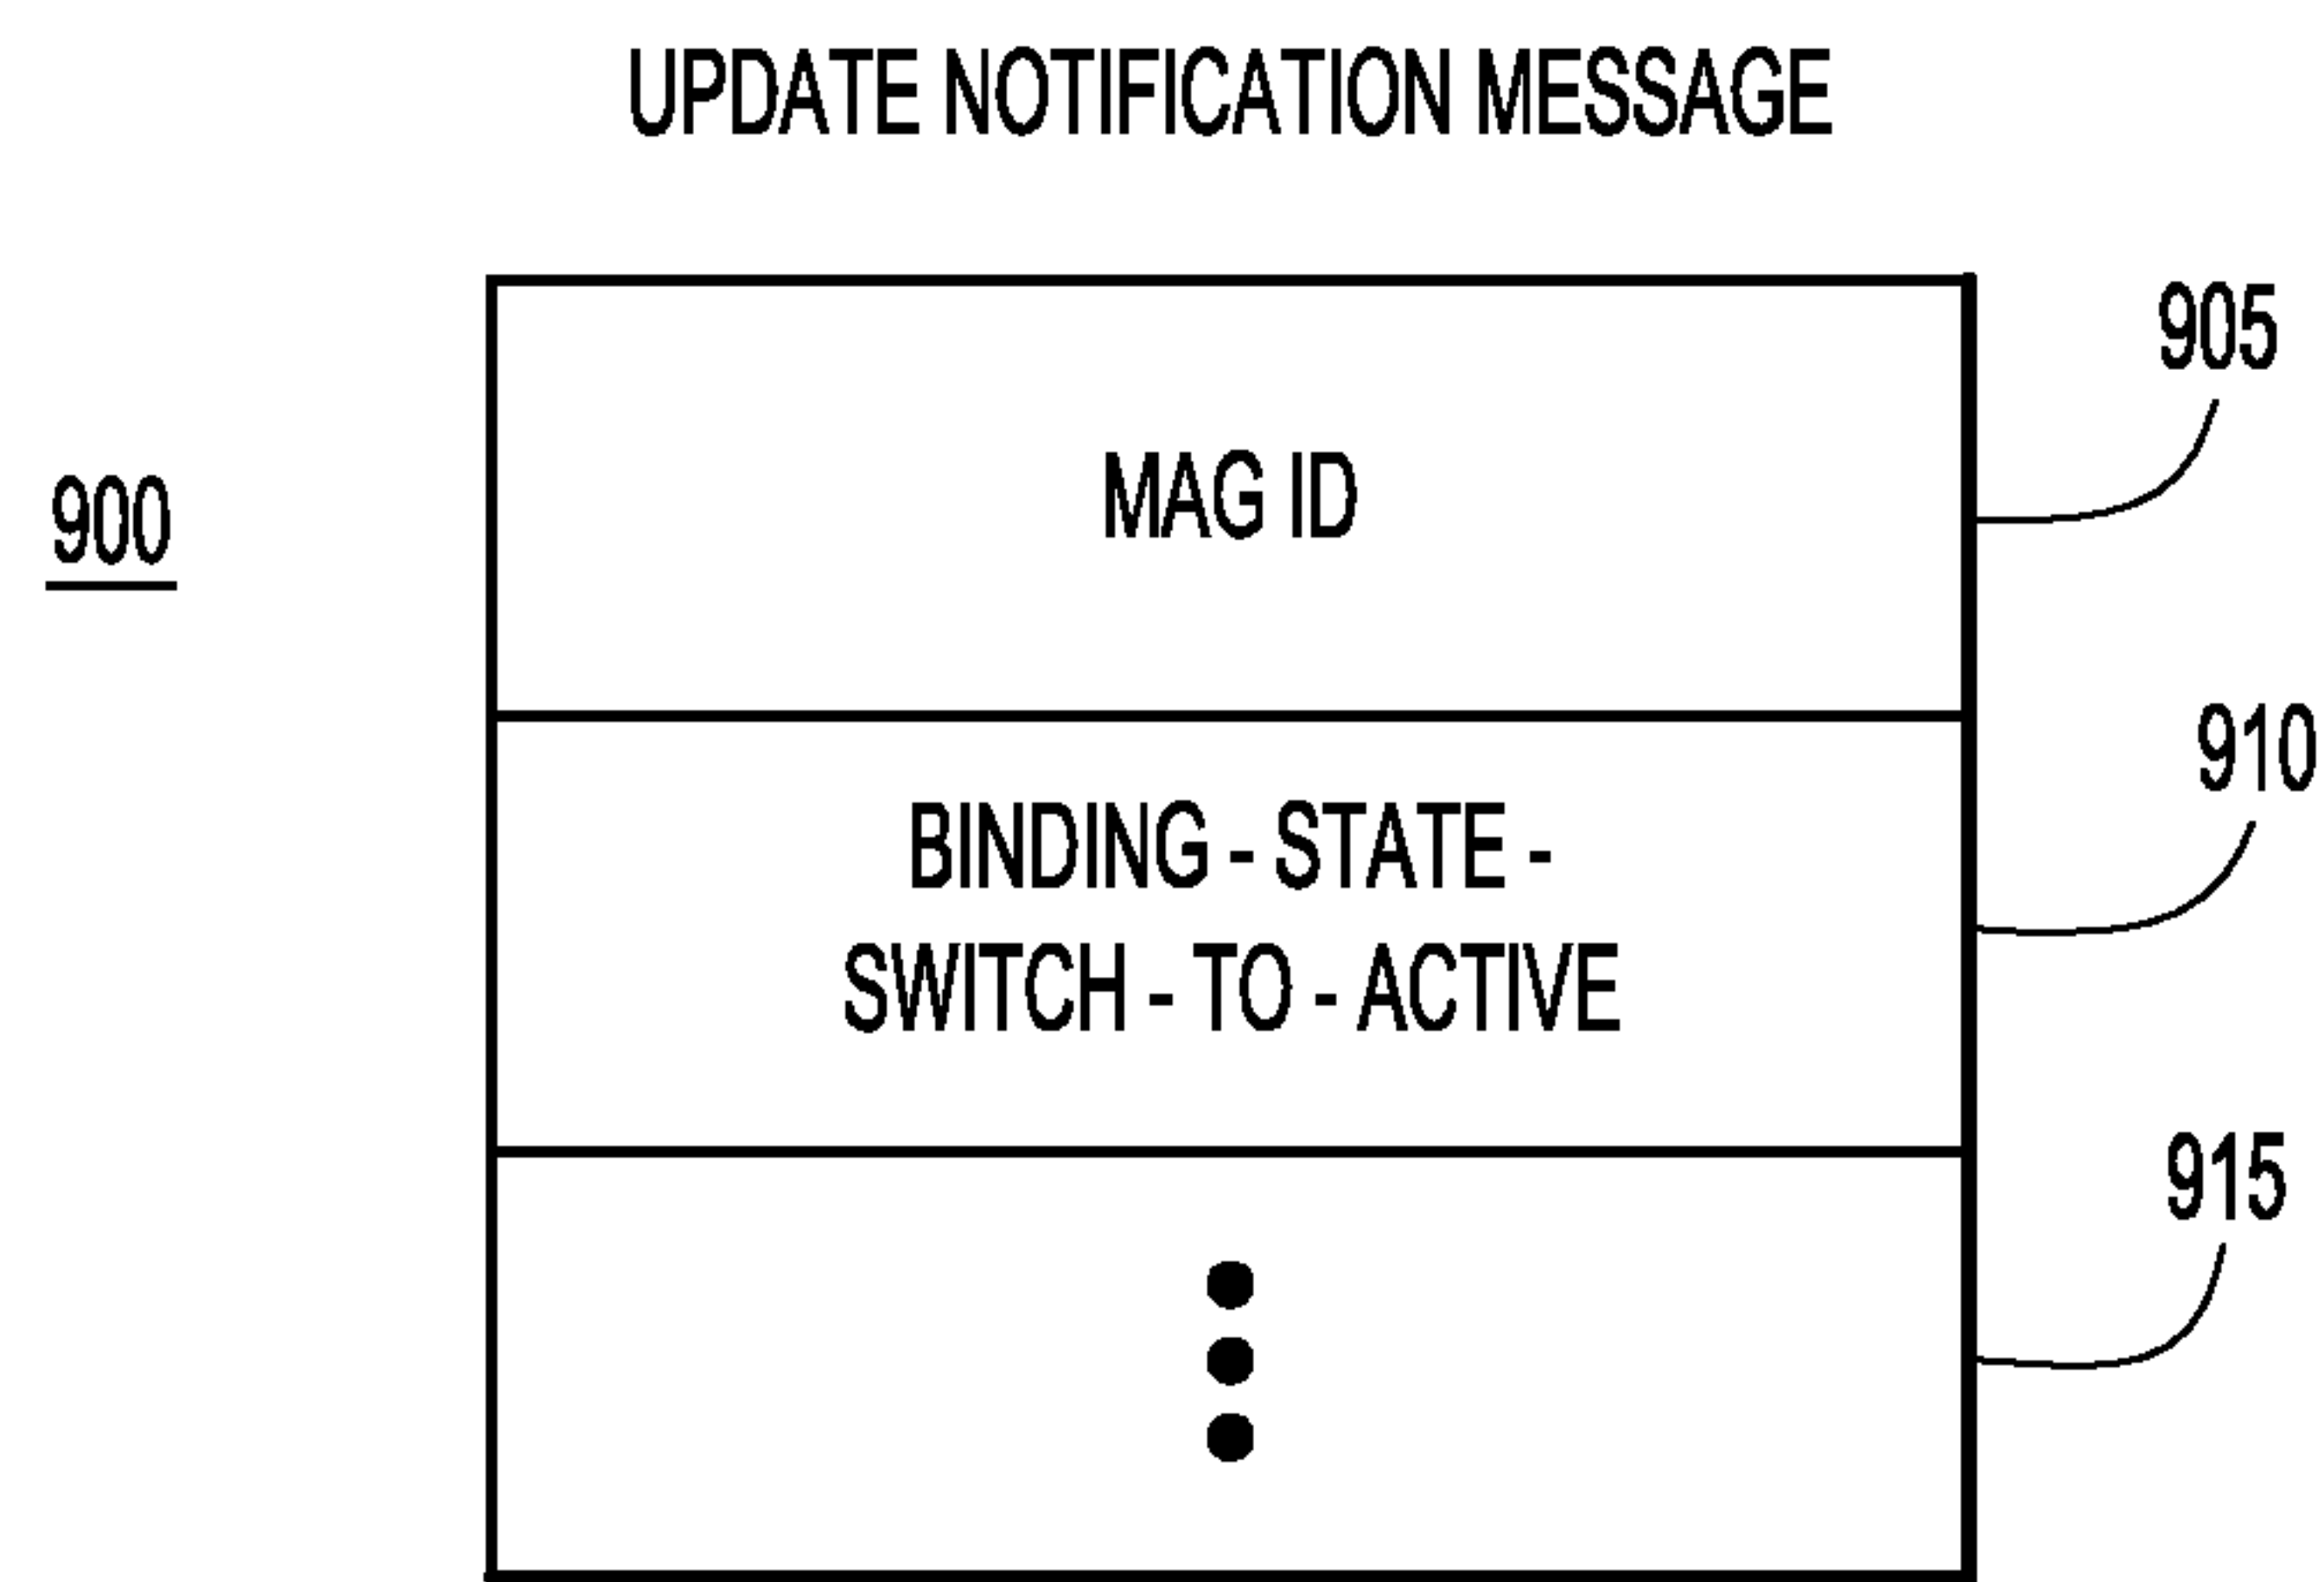 UPDATE NOTIFICATION MESSAGE
905
MAG ID
900
910
BINDING - STATE -
SWITCH - TO - ACTIVE
915